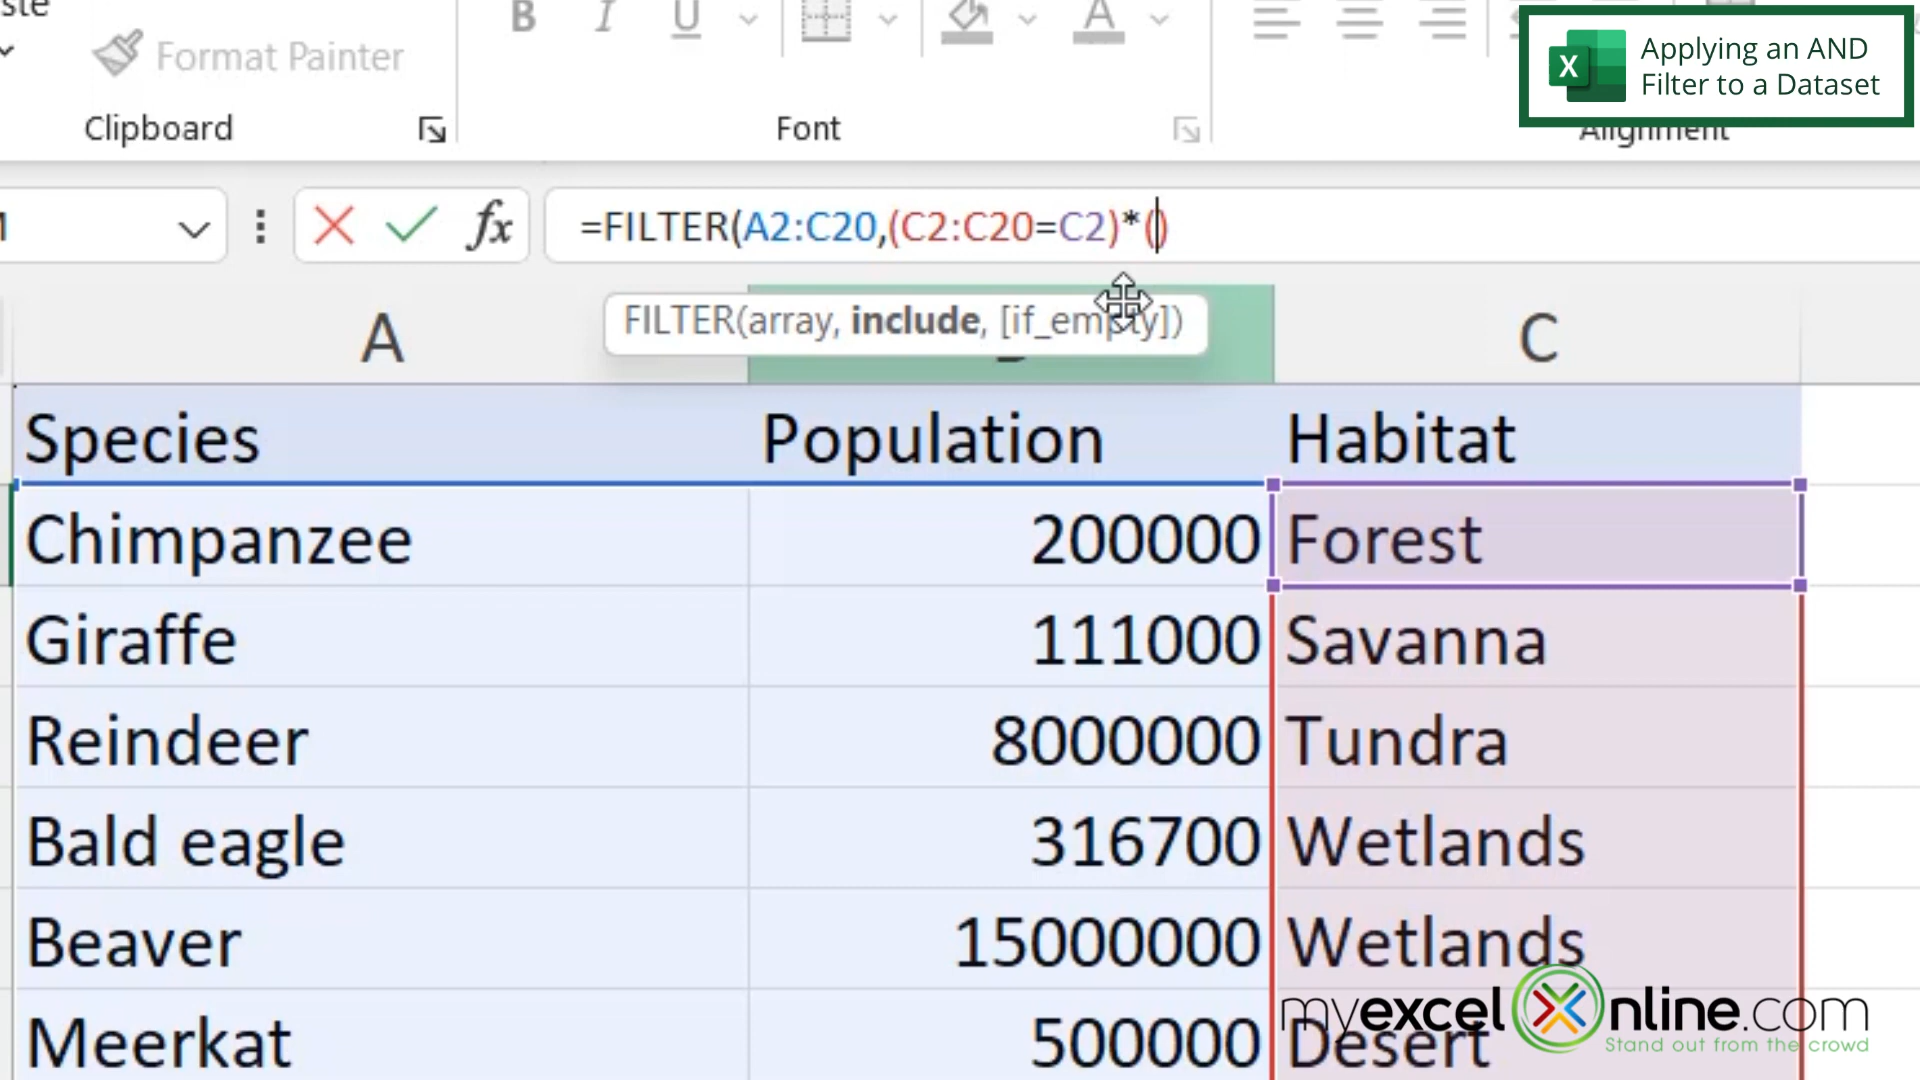 ste
Format Painter
Clipboard
B I U
A
Font
Alignment
X
Applying an AND
Filter to a Dataset
fx
=FILTER(A2:C20,(C2:C20=C2)*()
FILTER(array, include, [if_empty])
A C
Species Population Habitat
Chimpanzee 200000 Forest
Giraffe 111000 Savanna
Reindeer 8000000 Tundra
Bald eagle 316700 Wetlands
Beaver 15000000 Wetlands
Meerkat 500000 Desert
myexcelOnline.com
Stand out from the crowd